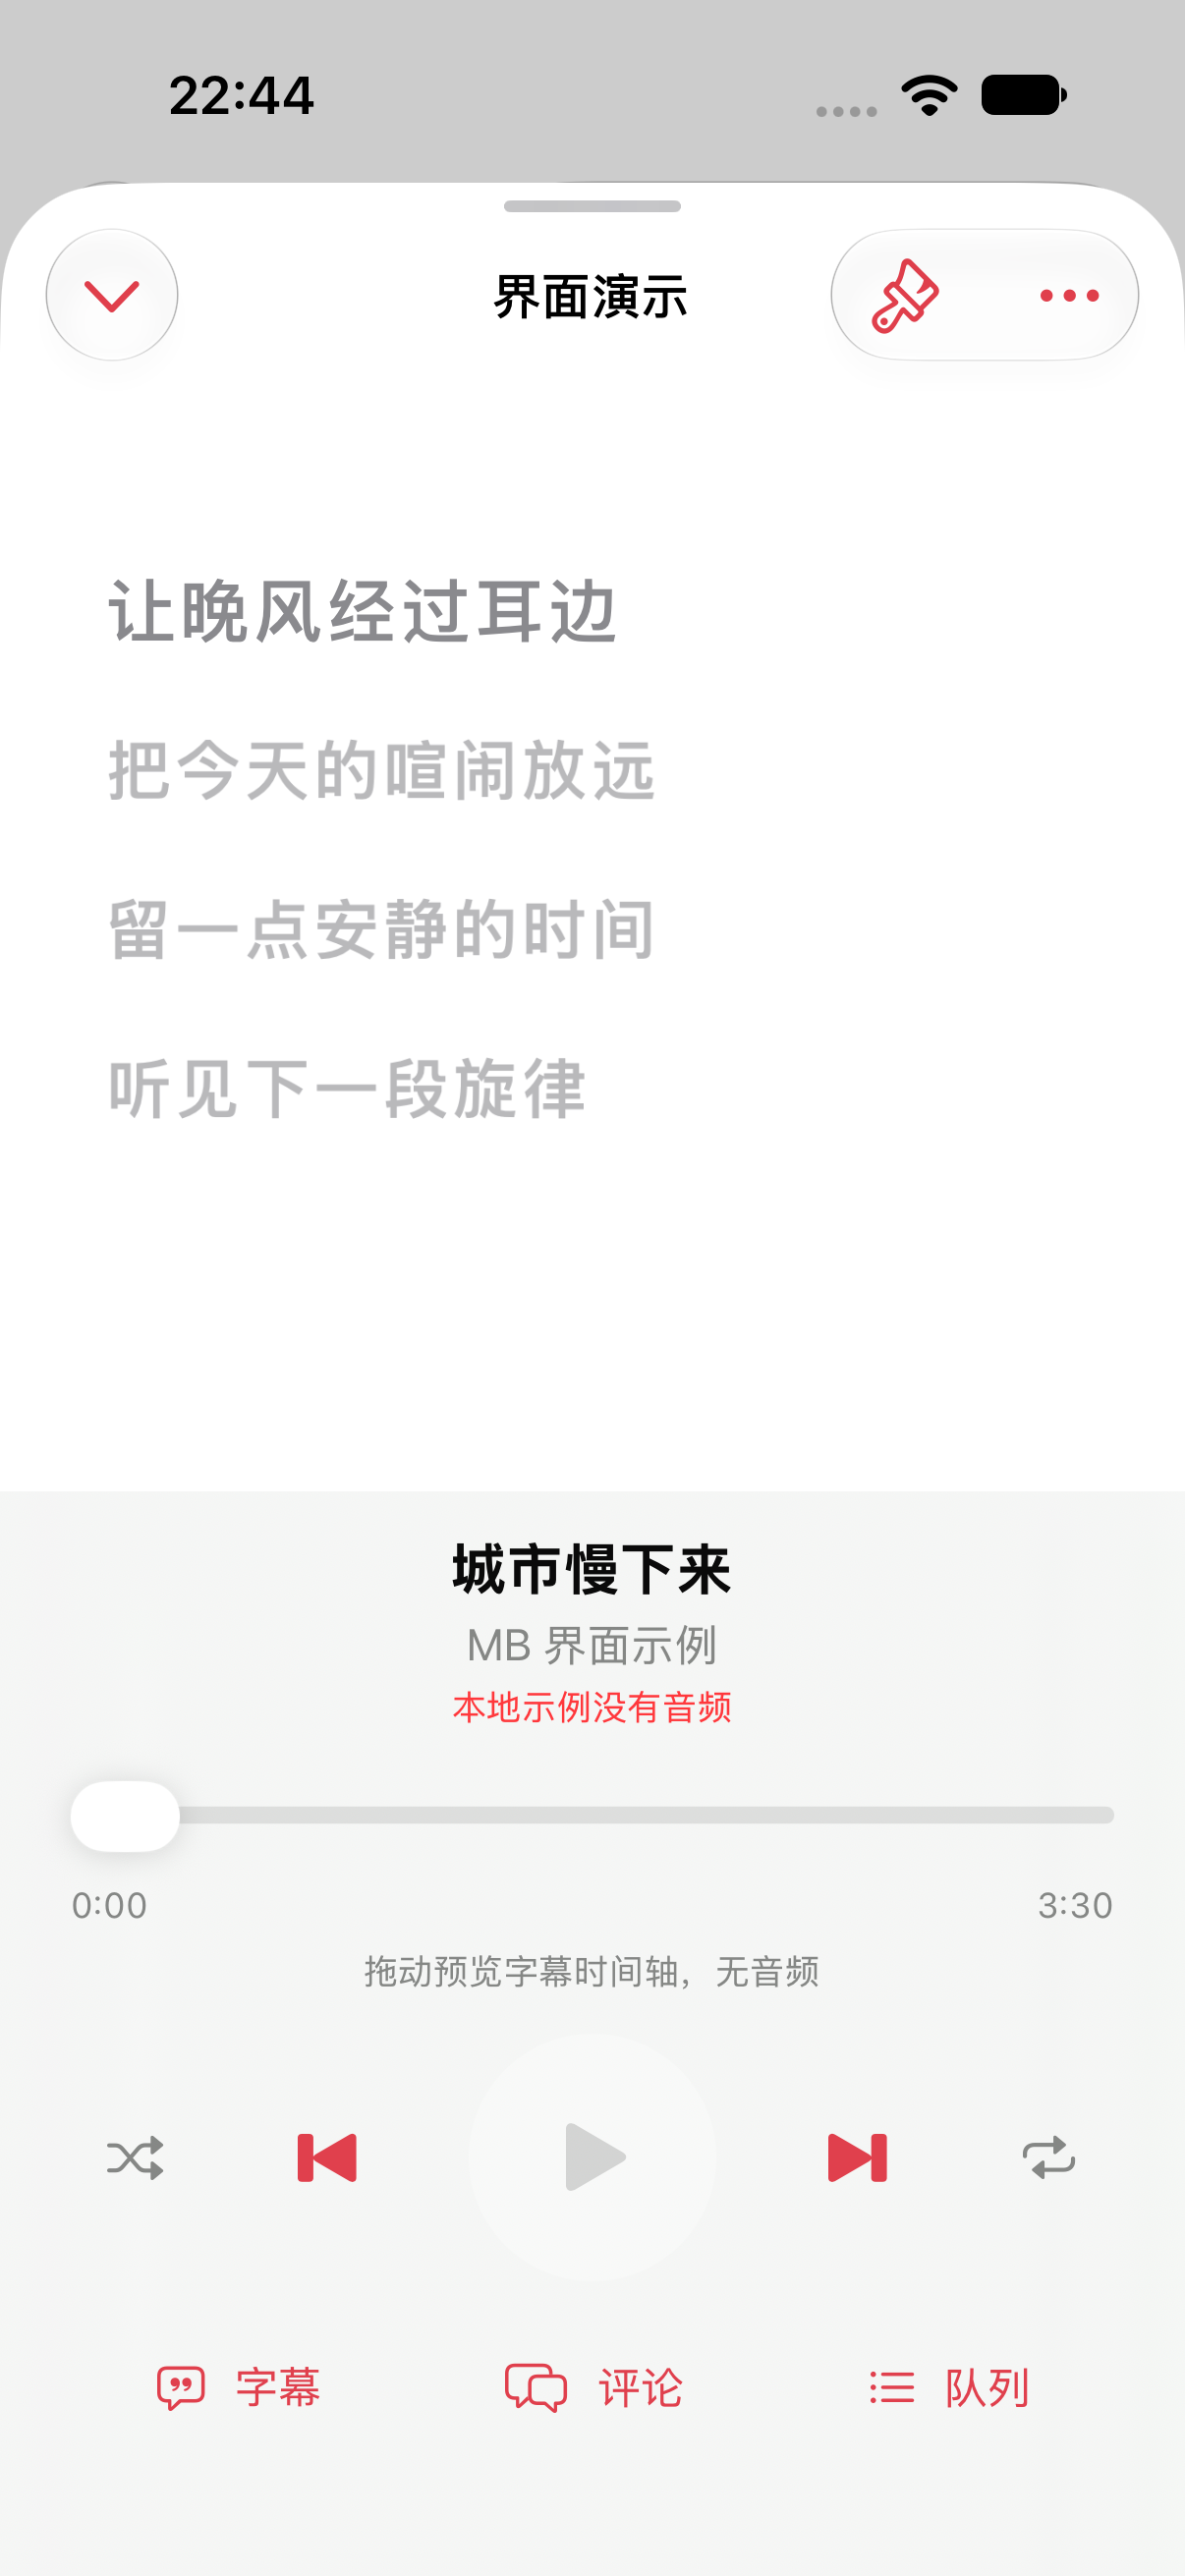 22:44
界面演示
让晚风经过耳边
把今天的喧闹放远
留一点安静的时间
听见下一段旋律
城市慢下来
MB 界面示例
本地示例没有音频
0:00 3:30
拖动预览字幕时间轴，无音频
字幕 评论 队列